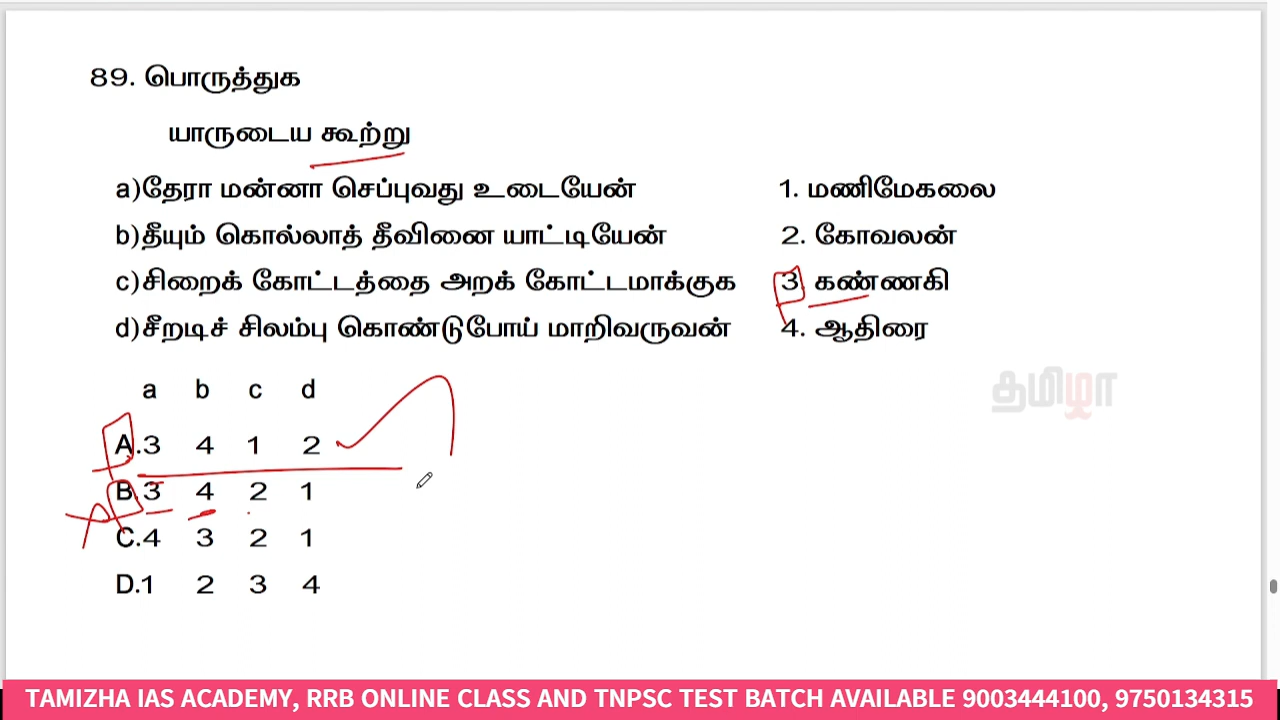 89. பொருத்துக
யாருடைய கூற்று
a)தேரா மன்னா செப்புவது உடையேன் 1. மணிமேகலை
b)தீயும் கொல்லாத் தீவினை யாட்டியேன் 2. கோவலன்
c)சிறைக் கோட்டத்தை அறக் கோட்டமாக்குக 3 கண்ணகி
d)சீறடிச் சிலம்பு கொண்டுபோய் மாறிவருவன் 4. ஆதிரை
a b c d
A.3 4 1 2
B.3 4 2 1
C.4 3 2 1
D.1 2 3 4
தமிழா
TAMIZHA IAS ACADEMY, RRB ONLINE CLASS AND TNPSC TEST BATCH AVAILABLE 9003444100, 9750134315